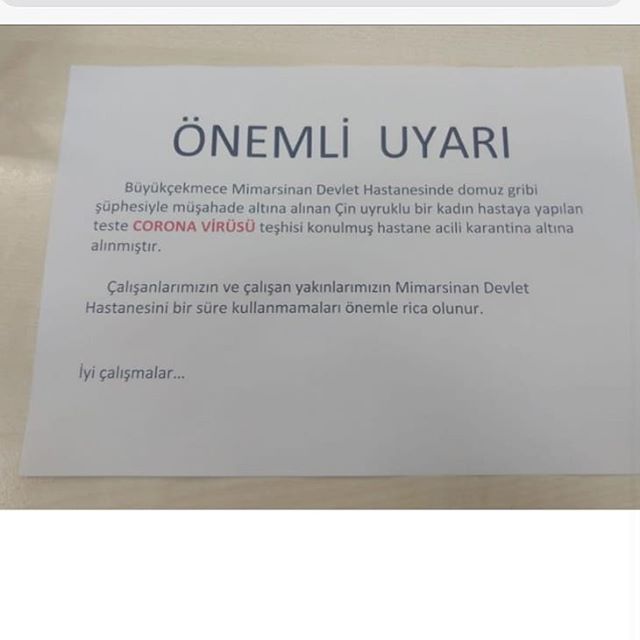 ÖNEMLİ UYARI
Büyükçekmece Mimarsinan Devlet Hastanesinde domuz gribi
şüphesiyle müşahade altına alınan Çin uyruklu bir kadın hastaya yapılan
teste CORONA VİRÜSÜ teşhisi konulmuş hastane acili karantina altına
alınmıştır.
Çalışanlarımızın ve çalışan yakınlarımızın Mimarsinan Devlet
Hastanesini bir süre kullanmamaları önemle rica olunur.
İyi çalışmalar...